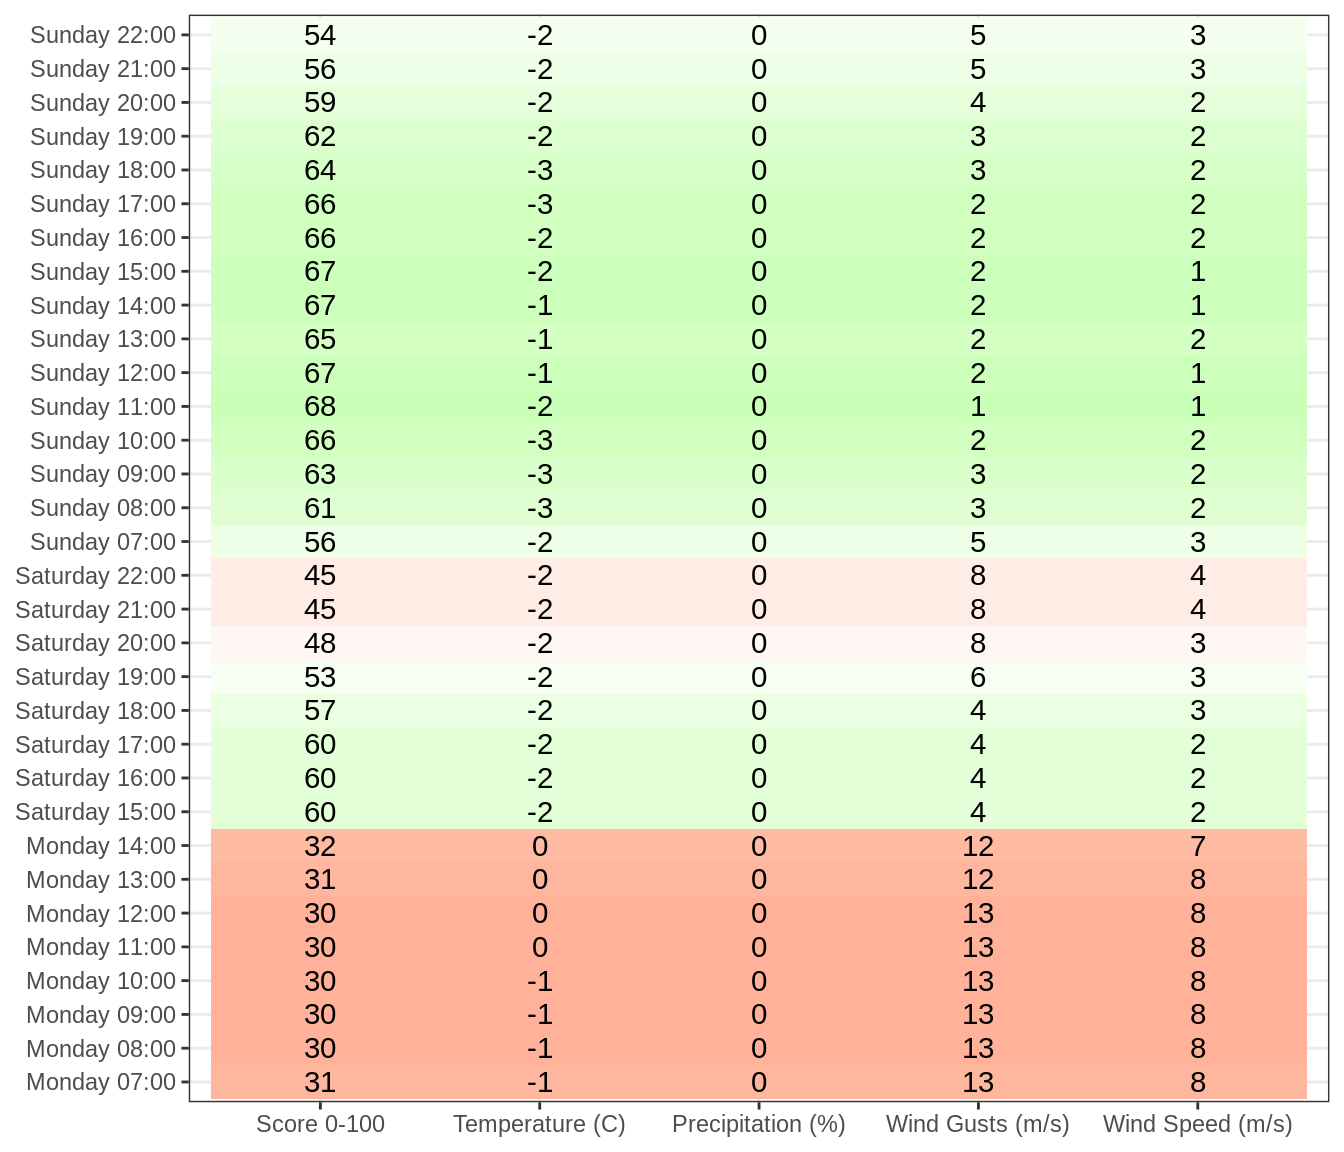 Sunday 22:00 54 -2 0 5 3
Sunday 21:00 56 -2 0 5 3
Sunday 20:00 59 -2 0 4 2
Sunday 19:00 62 -2 0 3 2
Sunday 18:00 64 -3 0 3 2
Sunday 17:00 66 -3 0 2 2
Sunday 16:00 66 -2 0 2 2
Sunday 15:00 67 -2 0 2 1
Sunday 14:00 67 -1 0 2 1
Sunday 13:00 65 -1 0 2 2
Sunday 12:00 67 -1 0 2 1
Sunday 11:00 68 -2 0 1 1
Sunday 10:00 66 -3 0 2 2
Sunday 09:00 63 -3 0 3 2
Sunday 08:00 61 -3 0 3 2
Sunday 07:00 56 -2 0 5 3
Saturday 22:00 45 -2 0 8 4
Saturday 21:00 45 -2 0 8 4
Saturday 20:00 48 -2 0 8 3
Saturday 19:00 53 -2 0 6 3
Saturday 18:00 57 -2 0 4 3
Saturday 17:00 60 -2 0 4 2
Saturday 16:00 60 -2 0 4 2
Saturday 15:00 60 -2 0 4 2
Monday 14:00 32 0 0 12 7
Monday 13:00 31 0 0 12 8
Monday 12:00 30 0 0 13 8
Monday 11:00 30 0 0 13 8
Monday 10:00 30 -1 0 13 8
Monday 09:00 30 -1 0 13 8
Monday 08:00 30 -1 0 13 8
Monday 07:00 31 -1 0 13 8
Score 0-100 Temperature (C) Precipitation (%) Wind Gusts (m/s) Wind Speed (m/s)